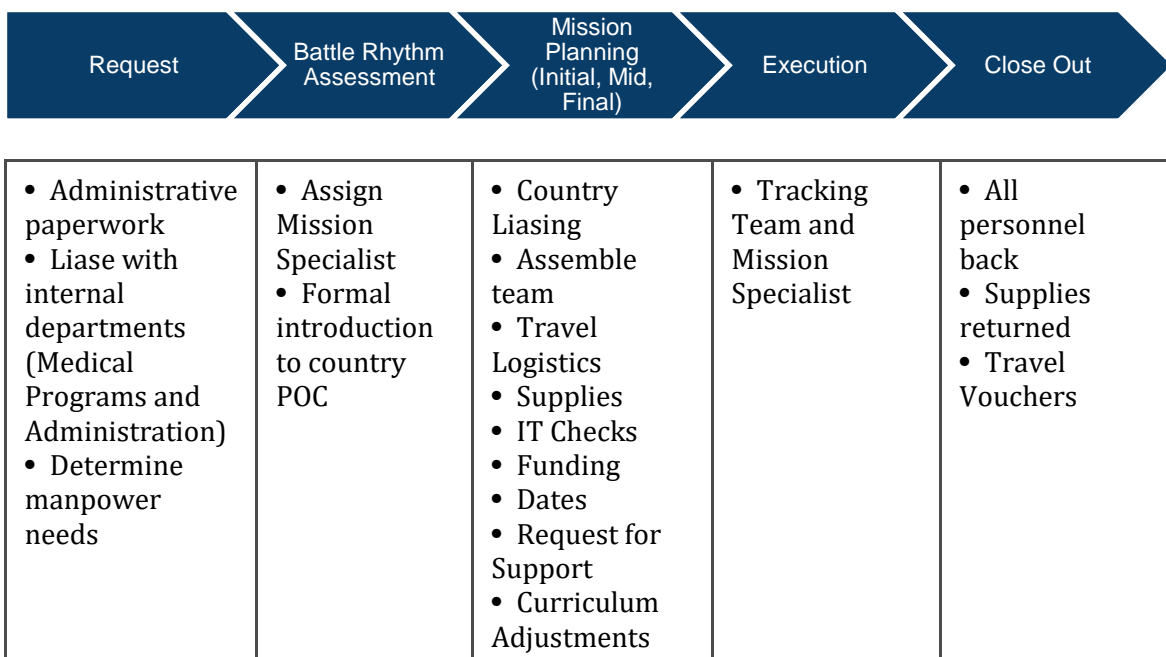 Request
Battle Rhythm
Assessment
Mission
Planning
(Initial, Mid,
Final)
Execution
Close Out
• Administrative
paperwork
• Liase with
internal
departments
(Medical
Programs and
Administration)
• Determine
manpower
needs
• Assign
Mission
Specialist
• Formal
introduction
to country
POC
• Country
Liasing
• Assemble
team
• Travel
Logistics
• Supplies
• IT Checks
• Funding
• Dates
• Request for
Support
• Curriculum
Adjustments
• Tracking
Team and
Mission
Specialist
• All
personnel
back
• Supplies
returned
• Travel
Vouchers